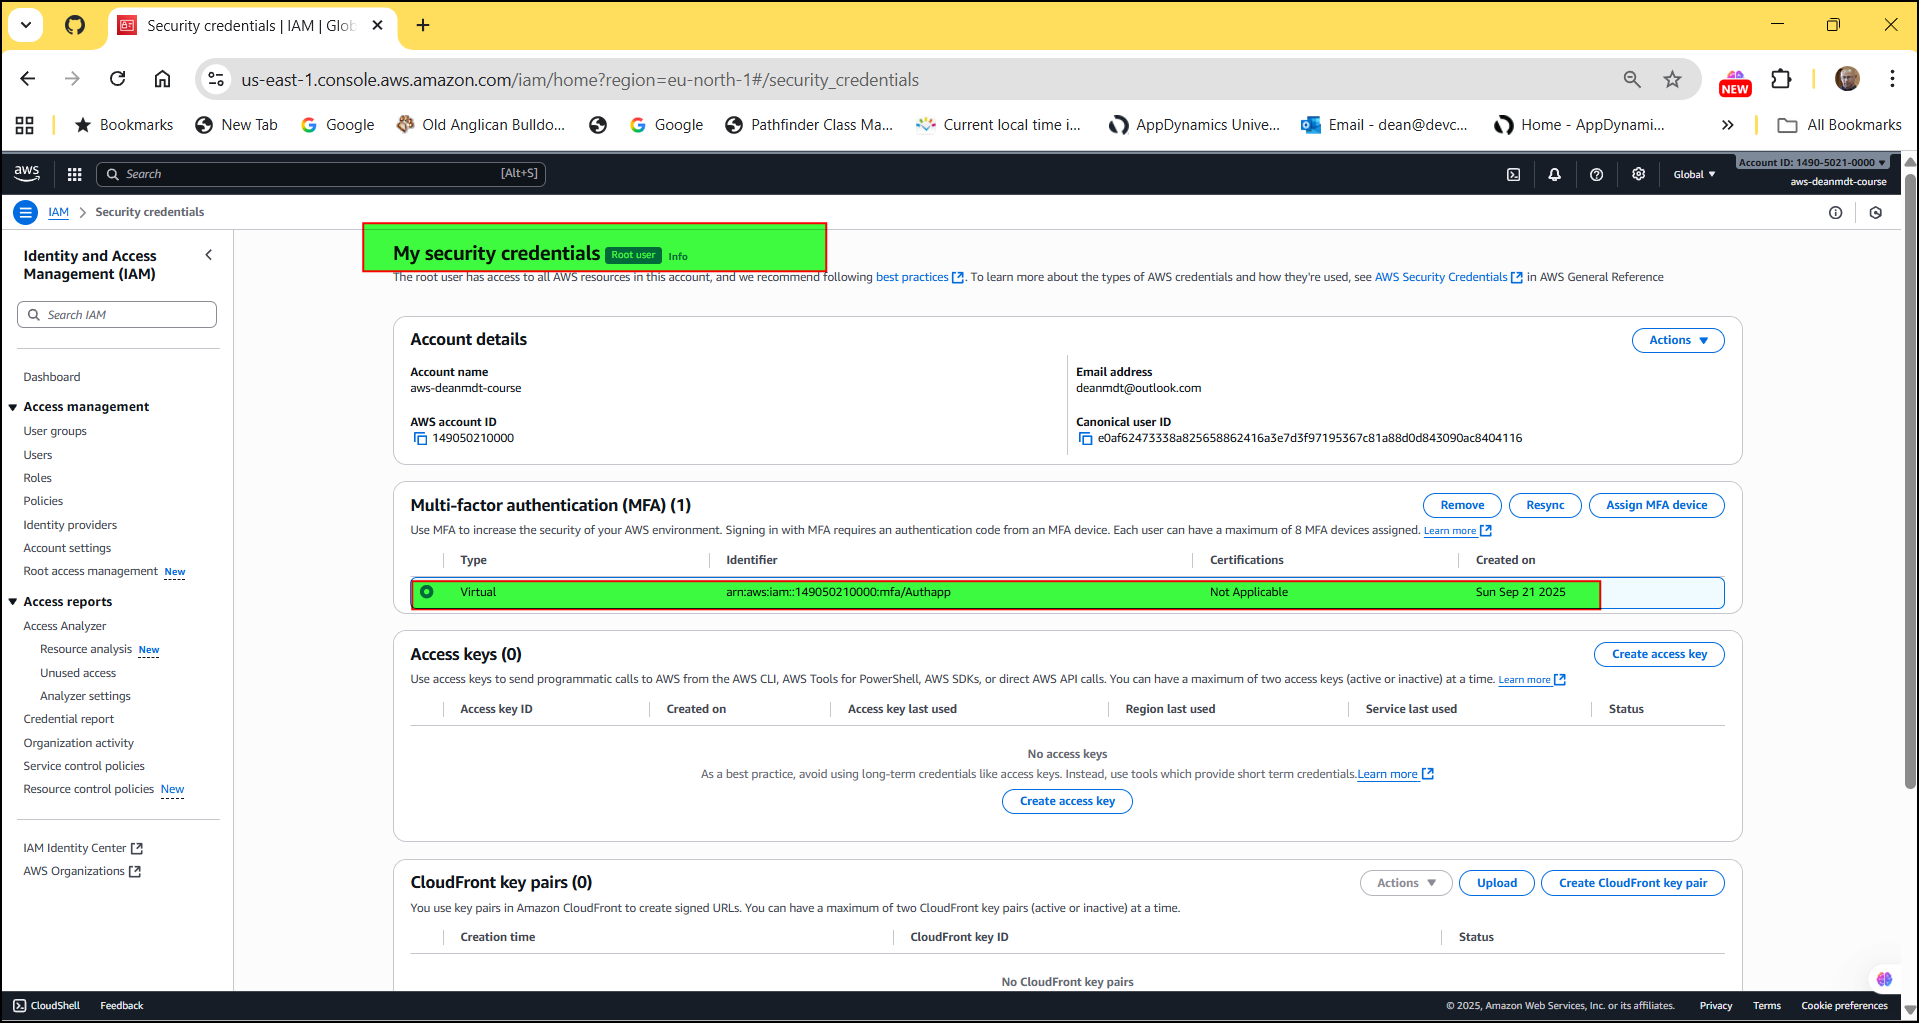 Security credentials | IAM | Glob
us-east-1.console.aws.amazon.com/iam/home?region=eu-north-1#/security_credentials
NEW
Bookmarks
New Tab
Google
Old Anglican Bulldo...
Google
Pathfinder Class Ma...
Current local time i...
AppDynamics Unive...
Email - dean@devc...
Home - AppDynami...
All Bookmarks
aws
Search
[Alt+S]
Global
Account ID: 1490-5021-0000
aws-deanmdt-course
IAM
Security credentials
Identity and Access
Management (IAM)
Search IAM
Dashboard
Access management
User groups
Users
Roles
Policies
Identity providers
Account settings
Root access management New
Access reports
Access Analyzer
Resource analysis New
Unused access
Analyzer settings
Credential report
Organization activity
Service control policies
Resource control policies New
IAM Identity Center
AWS Organizations
My security credentials Root user Info
The root user has access to all AWS resources in this account, and we recommend following best practices. To learn more about the types of AWS credentials and how they're used, see AWS Security Credentials in AWS General Reference
Account details
Actions
Account name
aws-deanmdt-course
Email address
deanmdt@outlook.com
AWS account ID
149050210000
Canonical user ID
e0af62473338a825658862416a3e7d3f97195367c81a88d0d843090ac8404116
Multi-factor authentication (MFA) (1)
Remove
Resync
Assign MFA device
Use MFA to increase the security of your AWS environment. Signing in with MFA requires an authentication code from an MFA device. Each user can have a maximum of 8 MFA devices assigned. Learn more
Type Identifier Certifications Created on
Virtual arn:aws:iam::149050210000:mfa/Authapp Not Applicable Sun Sep 21 2025
Access keys (0)
Create access key
Use access keys to send programmatic calls to AWS from the AWS CLI, AWS Tools for PowerShell, AWS SDKs, or direct AWS API calls. You can have a maximum of two access keys (active or inactive) at a time. Learn more
Access key ID Created on Access key last used Region last used Service last used Status
No access keys
As a best practice, avoid using long-term credentials like access keys. Instead, use tools which provide short term credentials. Learn more
Create access key
CloudFront key pairs (0)
Actions
Upload
Create CloudFront key pair
You use key pairs in Amazon CloudFront to create signed URLs. You can have a maximum of two CloudFront key pairs (active or inactive) at a time.
Creation time CloudFront key ID Status
No CloudFront key pairs
CloudShell
Feedback
© 2025, Amazon Web Services, Inc. or its affiliates.
Privacy
Terms
Cookie preferences